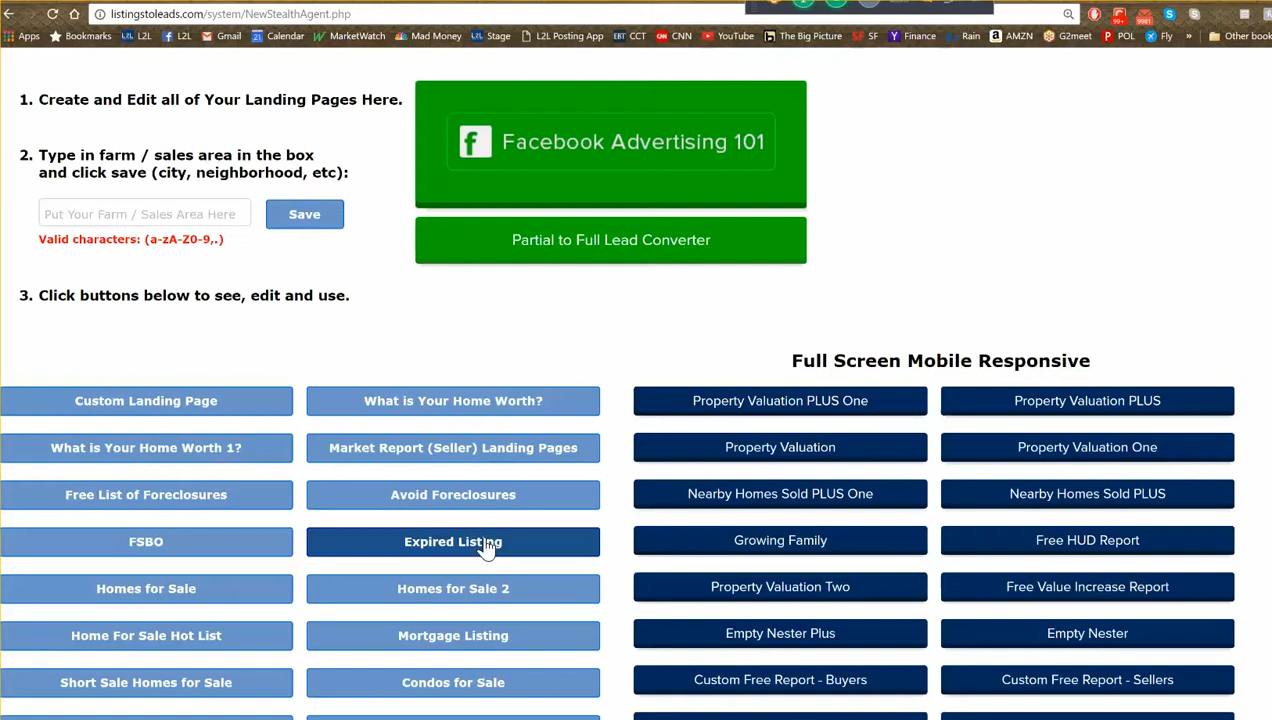 listingstoleads.com/system/NewStealthAgent.php
Apps Bookmarks L2L L2L Gmail Calendar MarketWatch Mad Money Stage L2L Posting App CCT CNN YouTube The Big Picture SF Finance Rain AMZN G2meet POL Fly » Other book
1. Create and Edit all of Your Landing Pages Here.
f Facebook Advertising 101
2. Type in farm / sales area in the box
and click save (city, neighborhood, etc):
Put Your Farm / Sales Area Here Save
Valid characters: (a-zA-Z0-9,.)
Partial to Full Lead Converter
3. Click buttons below to see, edit and use.
Full Screen Mobile Responsive
Custom Landing Page What is Your Home Worth? Property Valuation PLUS One Property Valuation PLUS
What is Your Home Worth 1? Market Report (Seller) Landing Pages Property Valuation Property Valuation One
Free List of Foreclosures Avoid Foreclosures Nearby Homes Sold PLUS One Nearby Homes Sold PLUS
FSBO Expired Listing Growing Family Free HUD Report
Homes for Sale Homes for Sale 2 Property Valuation Two Free Value Increase Report
Home For Sale Hot List Mortgage Listing Empty Nester Plus Empty Nester
Short Sale Homes for Sale Condos for Sale Custom Free Report - Buyers Custom Free Report - Sellers